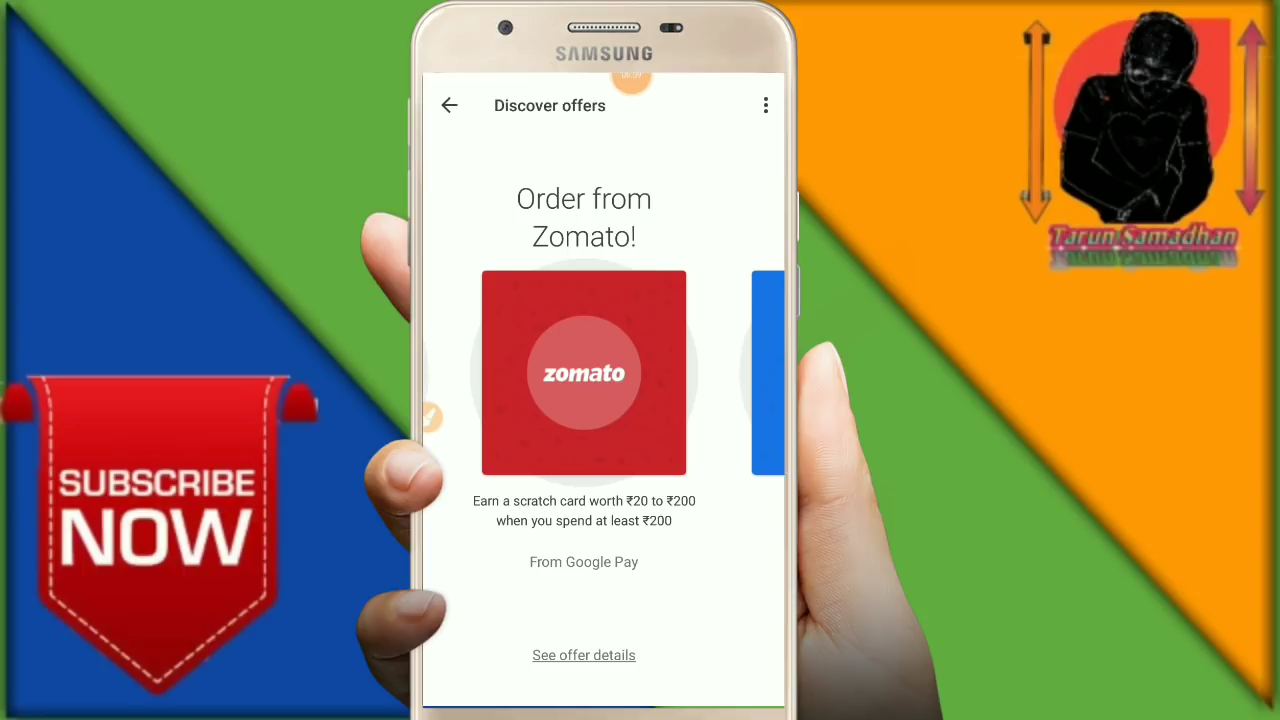 SAMSUNG
Discover offers
Order from
Zomato!
zomato
Earn a scratch card worth ₹20 to ₹200
when you spend at least ₹200
From Google Pay
See offer details
SUBSCRIBE
NOW
Tarun Samadhan